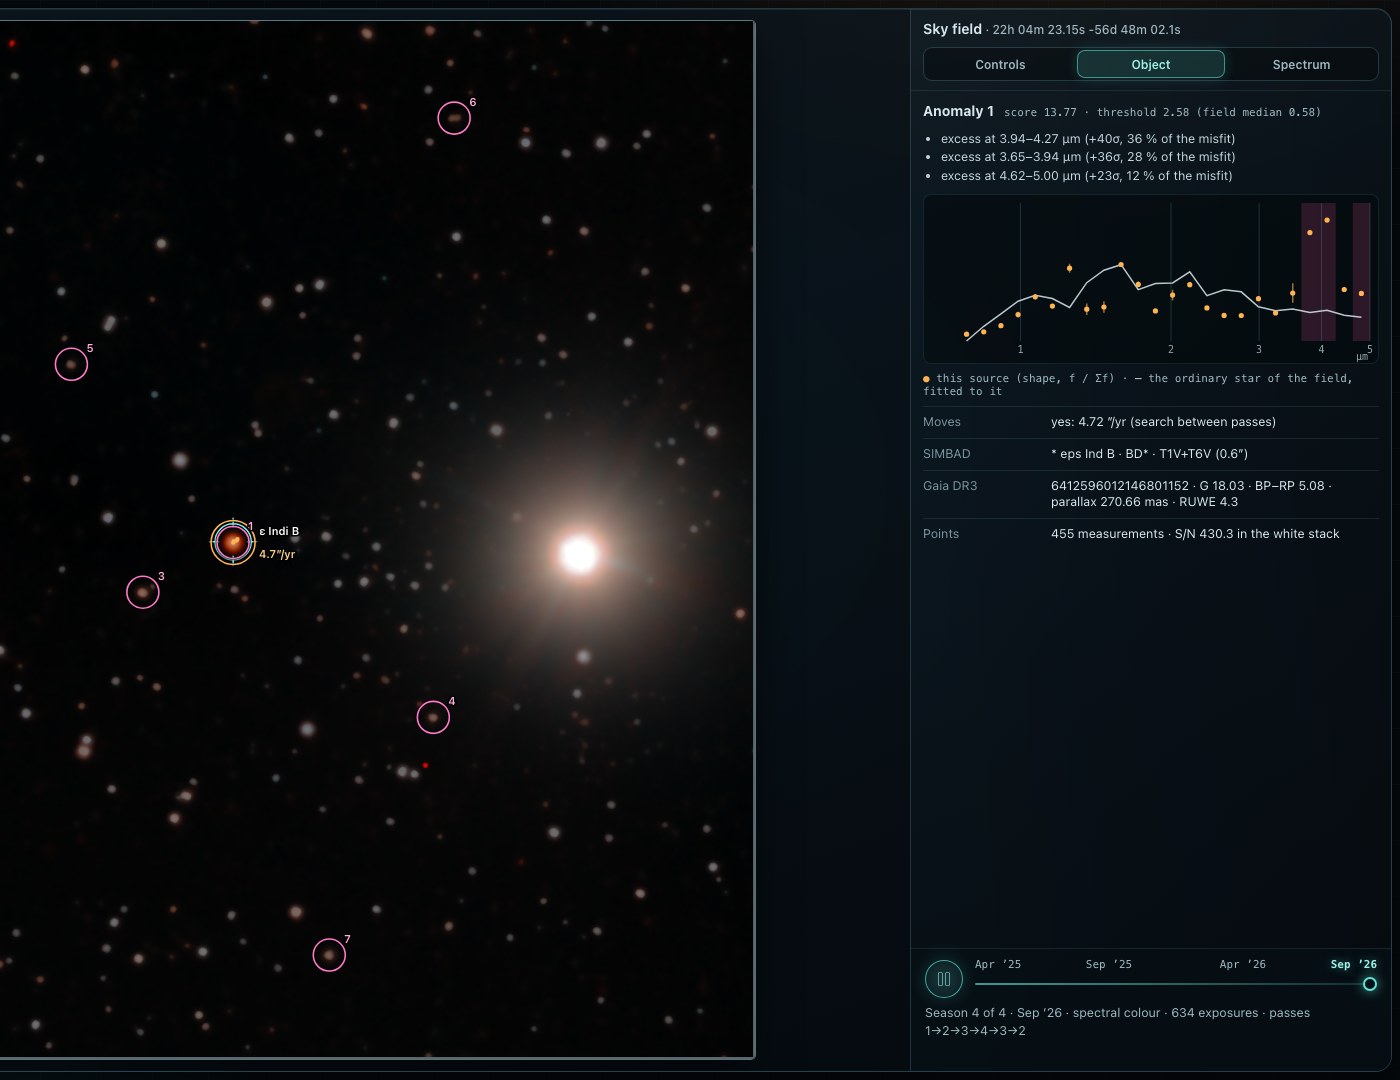 Sky field · 22h 04m 23.15s -56d 48m 02.1s
Controls
Object
Spectrum
Anomaly 1 score 13.77 · threshold 2.58 (field median 0.58)
• excess at 3.94–4.27 µm (+40σ, 36 % of the misfit)
• excess at 3.65–3.94 µm (+36σ, 28 % of the misfit)
• excess at 4.62–5.00 µm (+23σ, 12 % of the misfit)
1
2
3
4
5
µm
this source (shape, f / Σf) · — the ordinary star of the field,
fitted to it
Moves yes: 4.72 ″/yr (search between passes)
SIMBAD * eps Ind B · BD* · T1V+T6V (0.6″)
Gaia DR3 6412596012146801152 · G 18.03 · BP−RP 5.08 ·
parallax 270.66 mas · RUWE 4.3
Points 455 measurements · S/N 430.3 in the white stack
Apr ’25
Sep ’25
Apr ’26
Sep ’26
Season 4 of 4 · Sep ’26 · spectral colour · 634 exposures · passes
1→2→3→4→3→2
6
5
1
ε Indi B
4.7″/yr
3
4
7